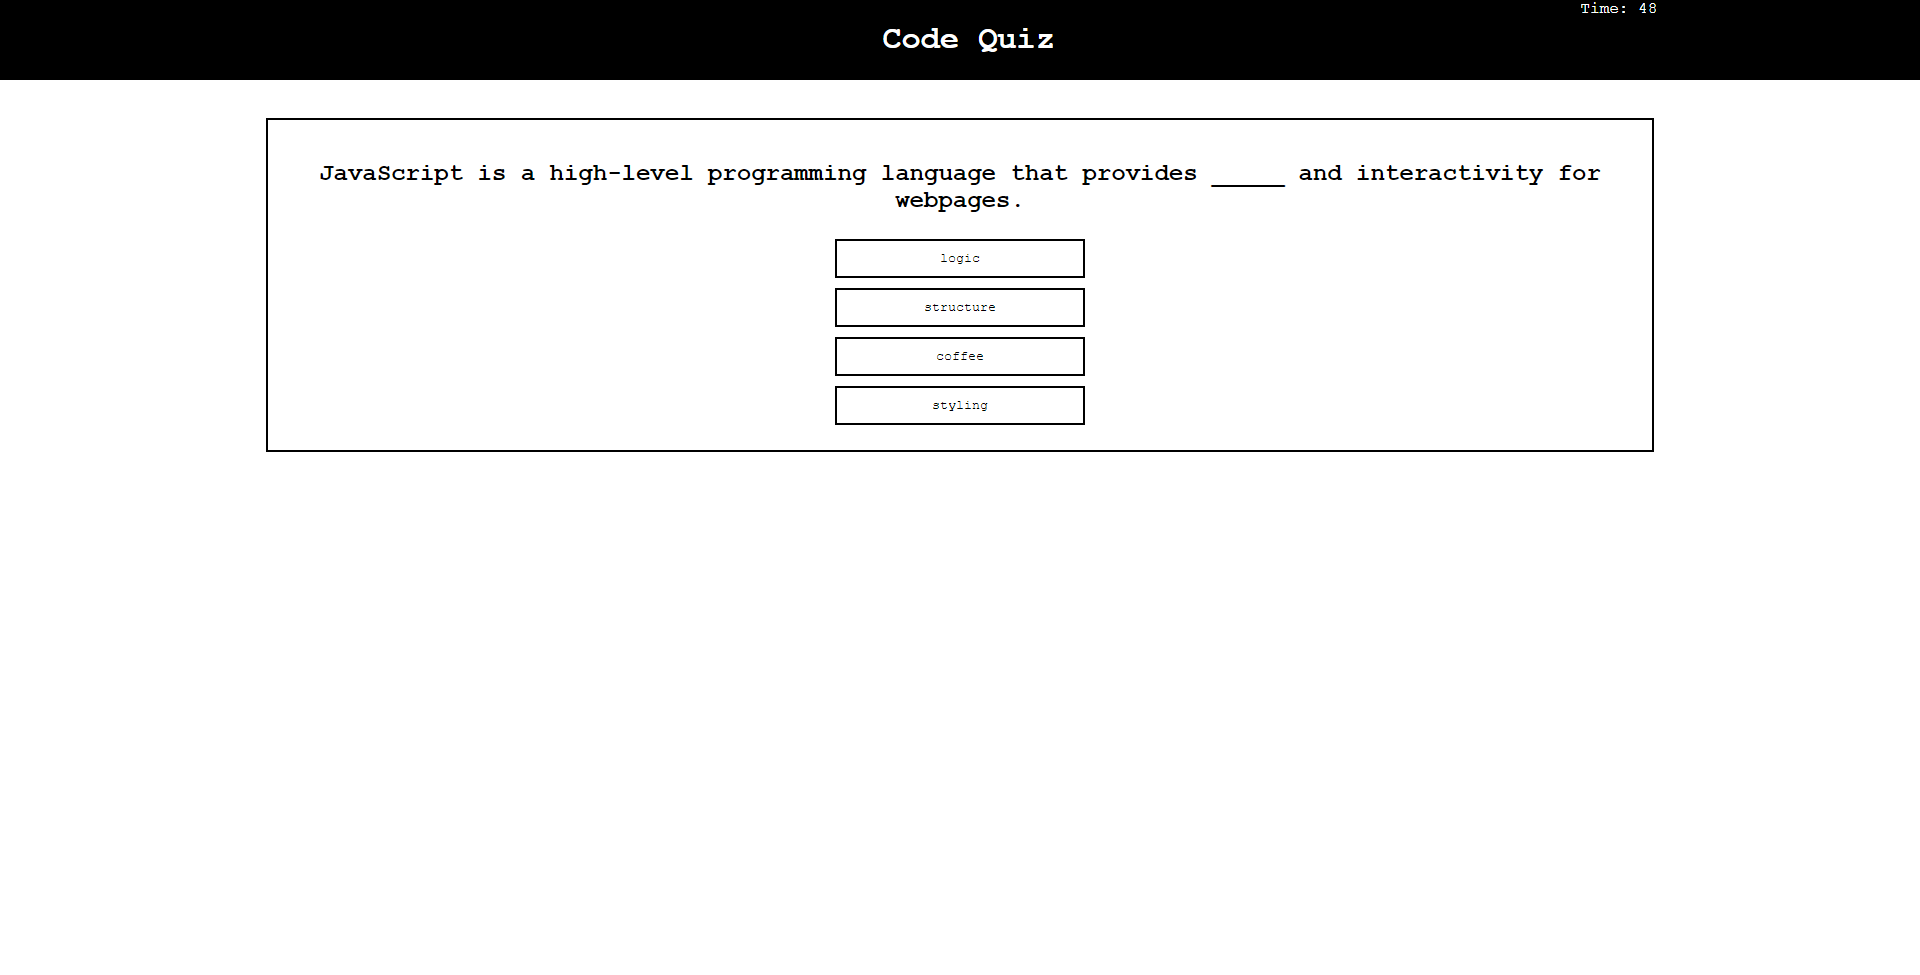 Time: 48
Code Quiz
JavaScript is a high-level programming language that provides _____ and interactivity for
webpages.
logic
structure
coffee
styling